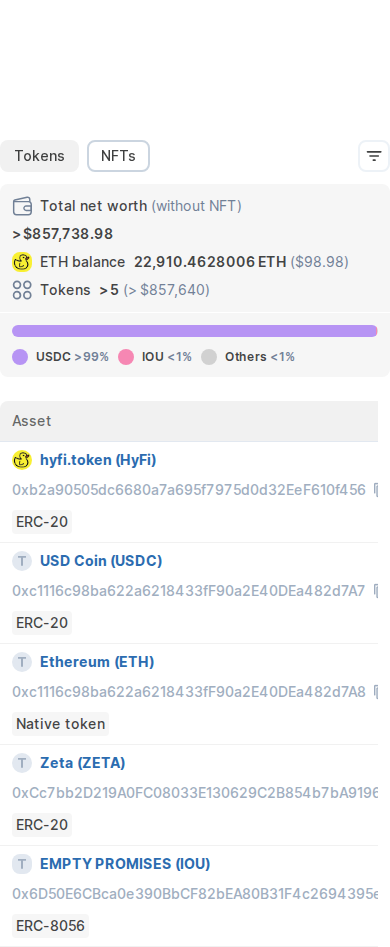 Tokens
NFTs
Total net worth (without NFT)
>$857,738.98
ETH balance 22,910.4628006 ETH ($98.98)
Tokens >5 (> $857,640)
USDC >99% IOU <1% Others <1%
Asset
hyfi.token (HyFi)
0xb2a90505dc6680a7a695f7975d0d32EeF610f456
ERC-20
T USD Coin (USDC)
0xc1116c98ba622a6218433fF90a2E40DEa482d7A7
ERC-20
T Ethereum (ETH)
0xc1116c98ba622a6218433fF90a2E40DEa482d7A8
Native token
T Zeta (ZETA)
0xCc7bb2D219A0FC08033E130629C2B854b7bA9196
ERC-20
T EMPTY PROMISES (IOU)
0x6D50E6CBca0e390BbCF82bEA80B31F4c2694395e
ERC-8056